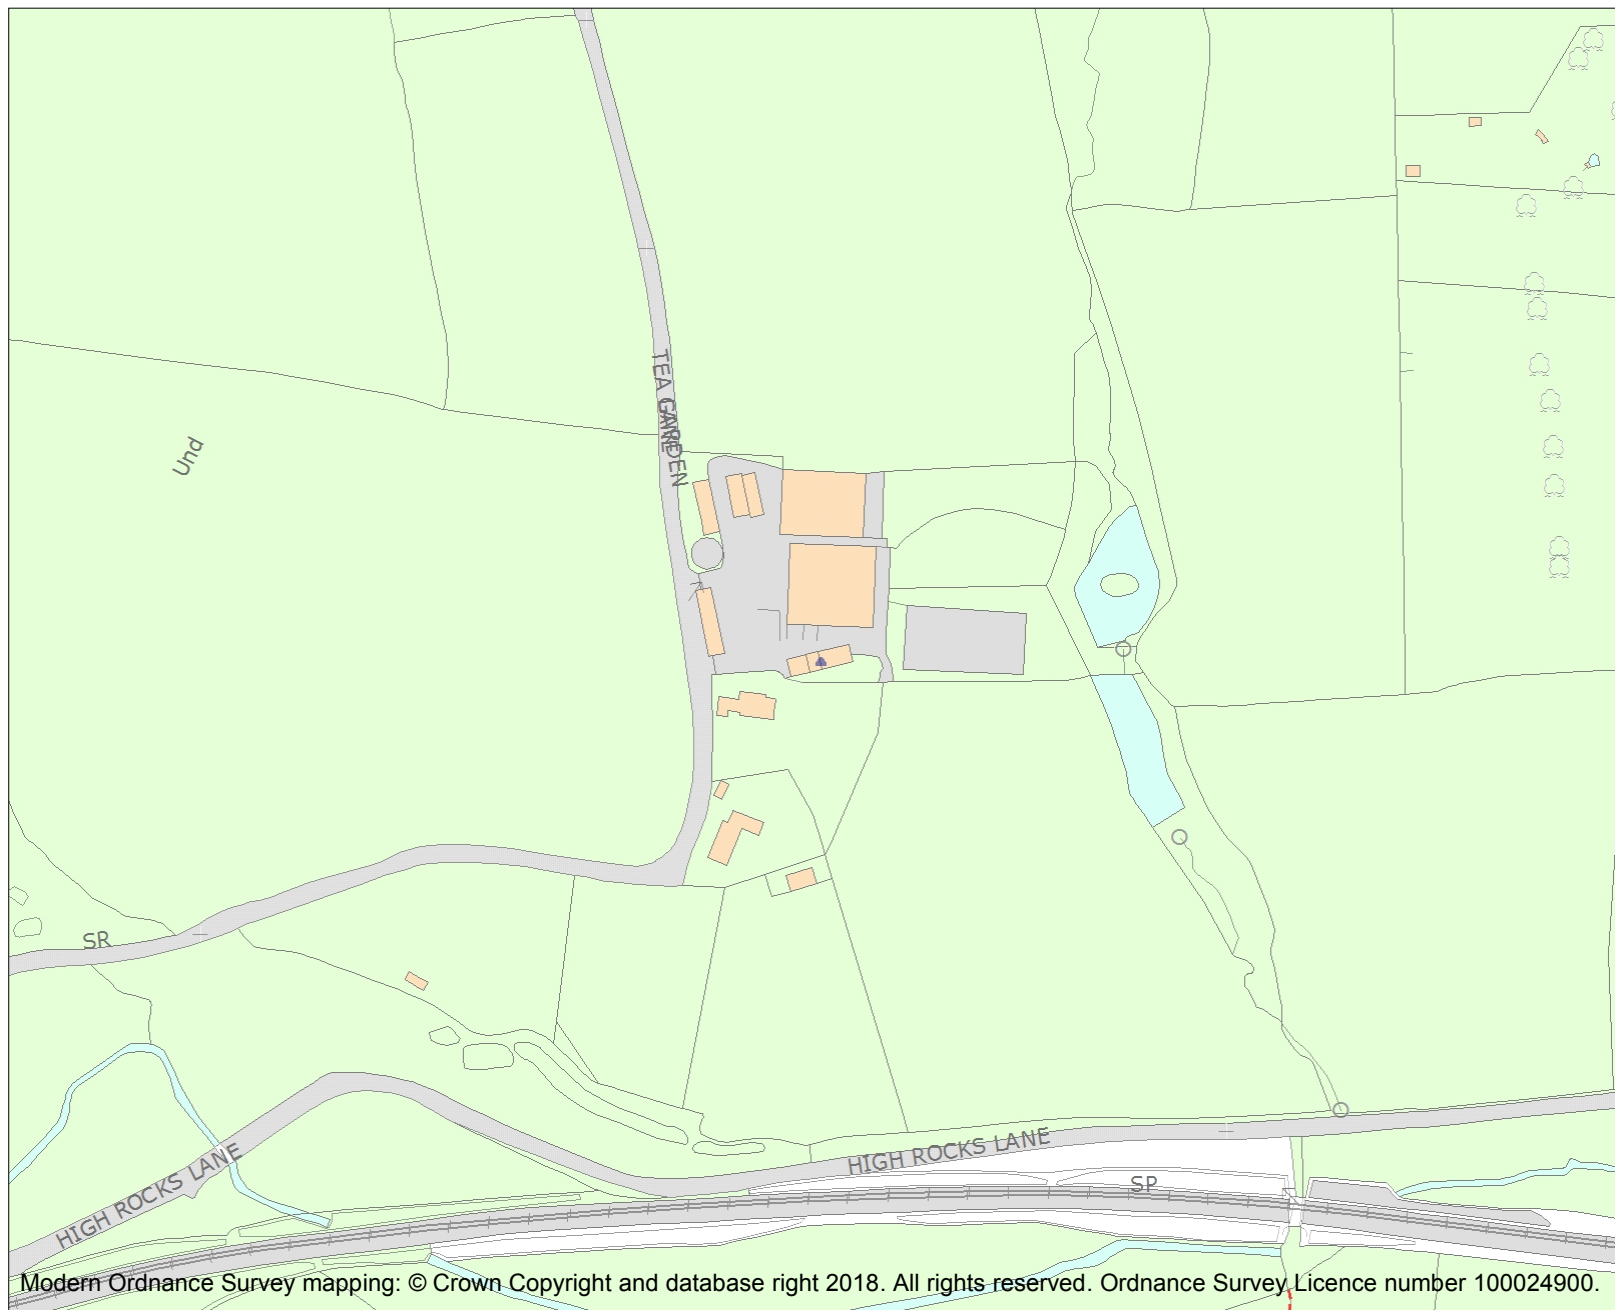 TEA GARDEN
LANE
Und
SR
HIGH ROCKS LANE
HIGH ROCKS LANE
SP
Modern Ordnance Survey mapping: © Crown Copyright and database right 2018. All rights reserved. Ordnance Survey Licence number 100024900.